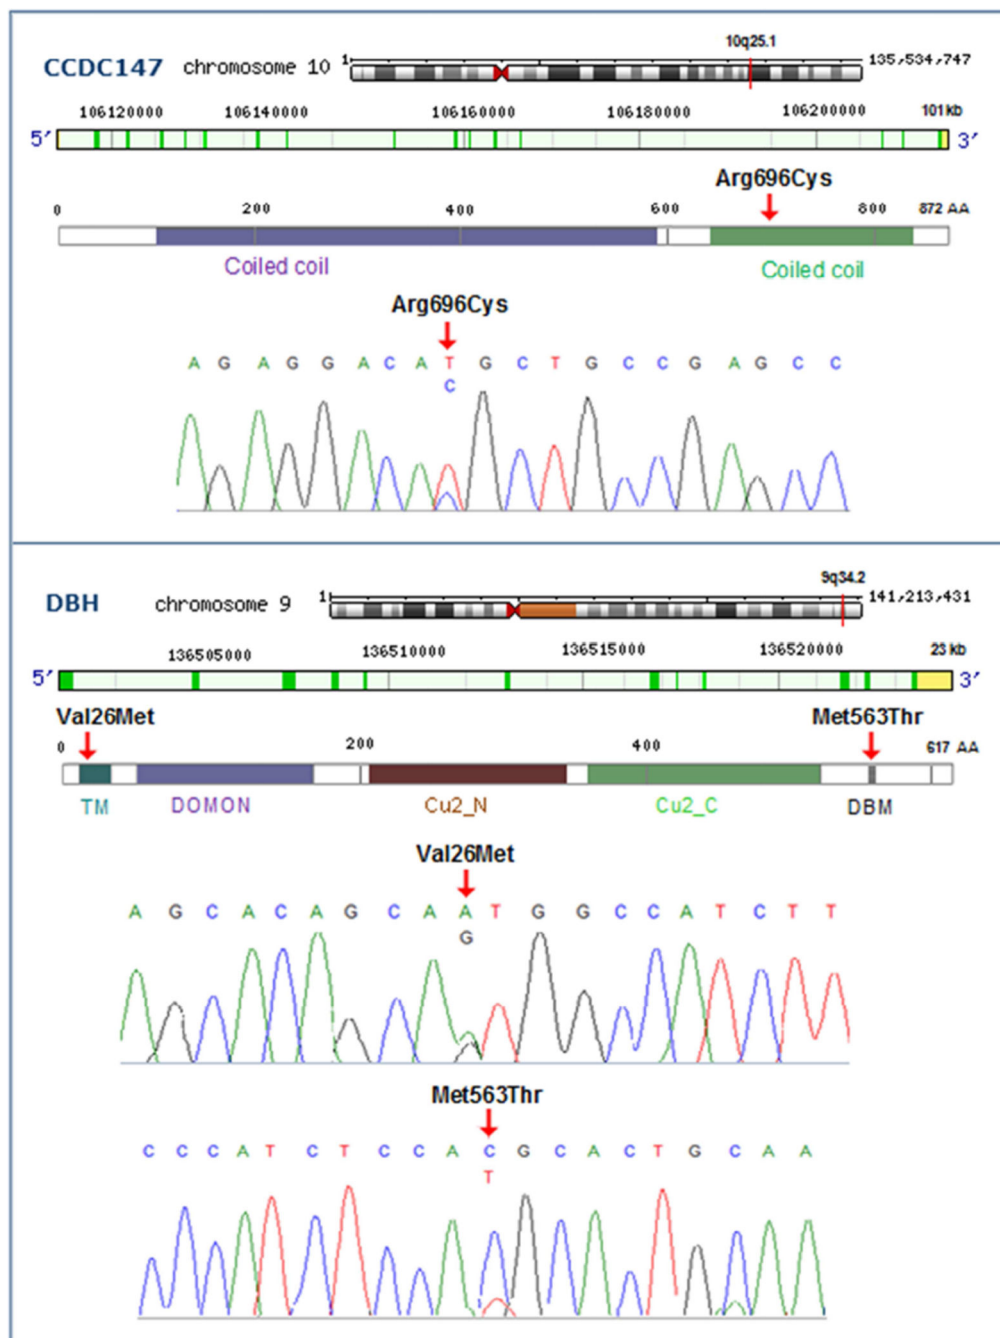 10q25.1
CCDC147 chromosome 10 1 135,534,747
106120000 106140000 106160000 106180000 106200000 101kb
5' 3'
Arg696Cys
0 200 400 600 800 872 AA
Coiled coil Coiled coil
Arg696Cys
A G A G G A C A T G C T G C C G A G C C
C
9q34.2
DBH chromosome 9 1 141,213,431
136505000 136510000 136515000 136520000 23 kb
5' 3'
Val26Met Met563Thr
0 200 400 617 AA
TM DOMON Cu2_N Cu2_C DBM
Val26Met
A G C A C A G C A A T G G C C A T C T T
G
Met563Thr
C C C A T C T C C A C G C A C T G C A A
T